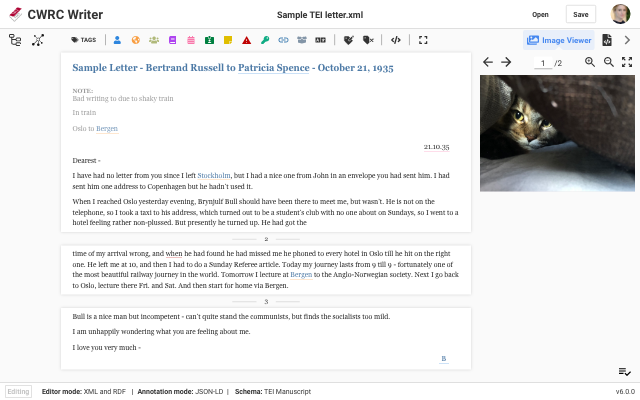 CWRC Writer
Sample TEI letter.xml
Open
Save
TAGS
Image Viewer
Sample Letter - Bertrand Russell to Patricia Spence - October 21, 1935
1 /2
NOTE:
Bad writing to due to shaky train
In train
Oslo to Bergen
21.10.35
Dearest -
I have had no letter from you since I left Stockholm, but I had a nice one from John in an envelope you had sent him. I had
sent him one address to Copenhagen but he hadn't used it.
When I reached Oslo yesterday evening, Brynjulf Bull should have been there to meet me, but wasn't. He is not on the
telephone, so I took a taxi to his address, which turned out to be a student's club with no one about on Sundays, so I went to a
hotel feeling rather non-plussed. But presently he turned up. He had got the
2
time of my arrival wrong, and when he had found he had missed me he phoned to every hotel in Oslo till he hit on the right
one. He left me at 10, and then I had to do a Sunday Referee article. Today my journey lasts from 9 till 9 - fortunately one of
the most beautiful railway journey in the world. Tomorrow I lecture at Bergen to the Anglo-Norwegian society. Next I go back
to Oslo, lecture there Fri. and Sat. And then start for home via Bergen.
3
Bull is a nice man but incompetent - can't quite stand the communists, but finds the socialists too mild.
I am unhappily wondering what you are feeling about me.
I love you very much -
B
Editing
Editor mode: XML and RDF | Annotation mode: JSON-LD | Schema: TEI Manuscript
v6.0.0